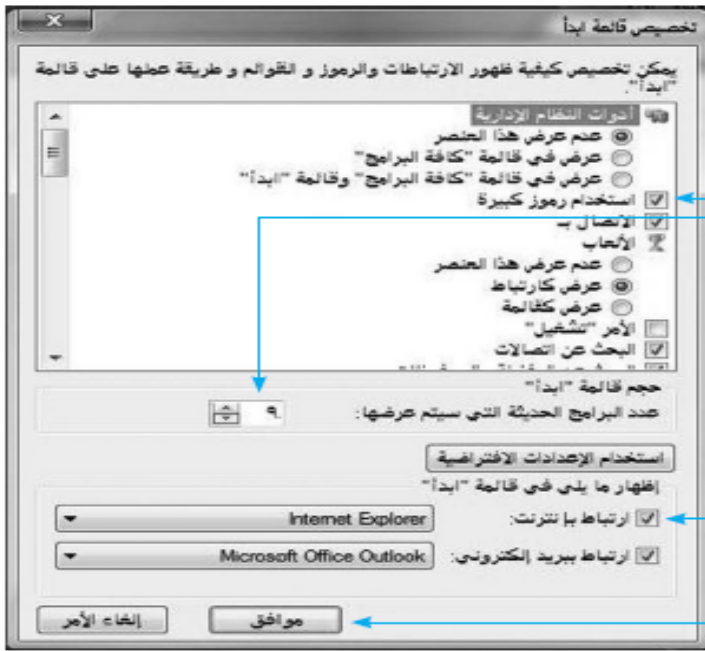 تخصيص قائمة ابدأ
يمكن تخصيص كيفية ظهور الارتباطات والرموز و القوائم و طريقة عملها على قائمة
"ابدأ".
أدوات النظام الإدارية
عدم عرض هذا العنصر
عرض في قائمة "كافة البرامج"
عرض في قائمة "كافة البرامج" وقائمة "ابدأ"
استخدام رموز كبيرة
الاتصال بـ
الألعاب
عدم عرض هذا العنصر
عرض كارتباط
عرض كقائمة
الأمر "تشغيل"
البحث عن اتصالات
حجم قائمة "ابدأ"
عدد البرامج الحديثة التي سيتم عرضها: ٩
استخدام الإعدادات الافتراضية
إظهار ما يلي في قائمة "ابدأ"
ارتباط بإنترنت: Internet Explorer
ارتباط ببريد إلكتروني: Microsoft Office Outlook
موافق إلغاء الأمر